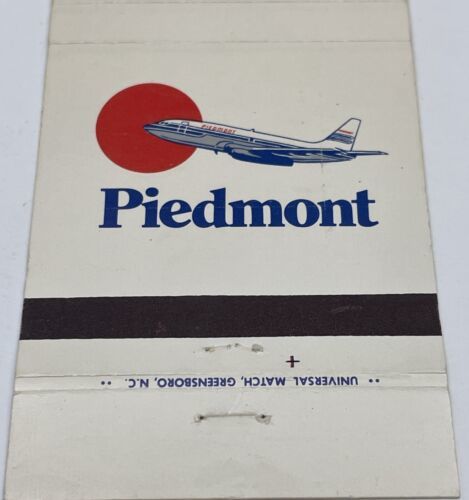 PIEDMONT
Piedmont
•• UNIVERSAL MATCH, GREENSBORO, N.C. ••